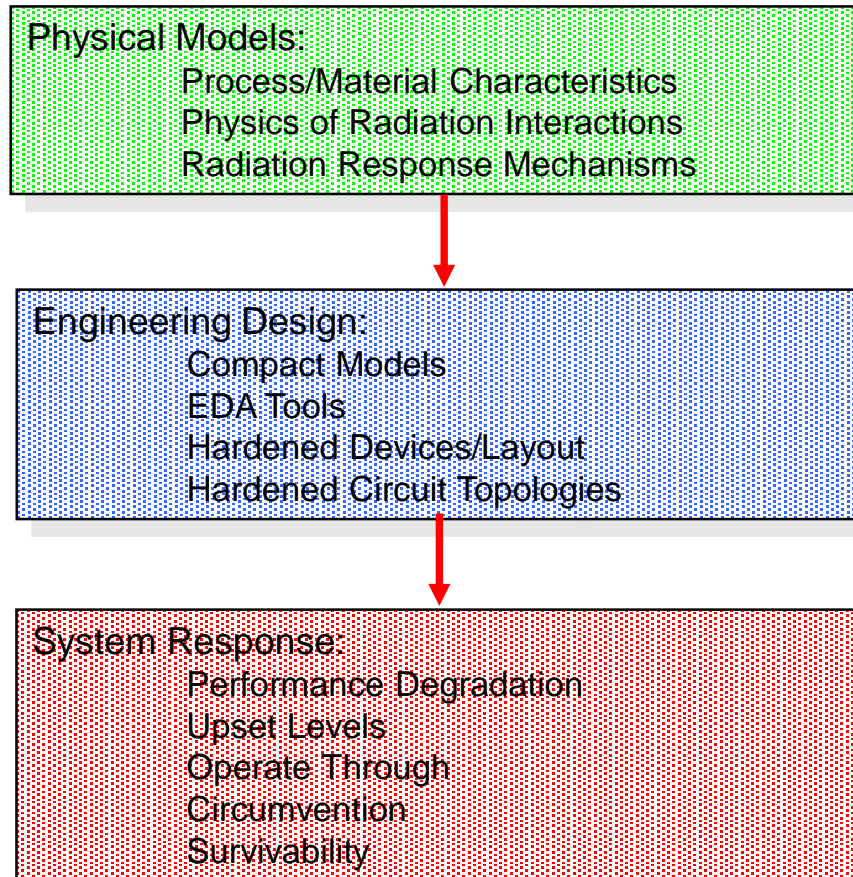 Physical Models:
Process/Material Characteristics
Physics of Radiation Interactions
Radiation Response Mechanisms
Engineering Design:
Compact Models
EDA Tools
Hardened Devices/Layout
Hardened Circuit Topologies
System Response:
Performance Degradation
Upset Levels
Operate Through
Circumvention
Survivability